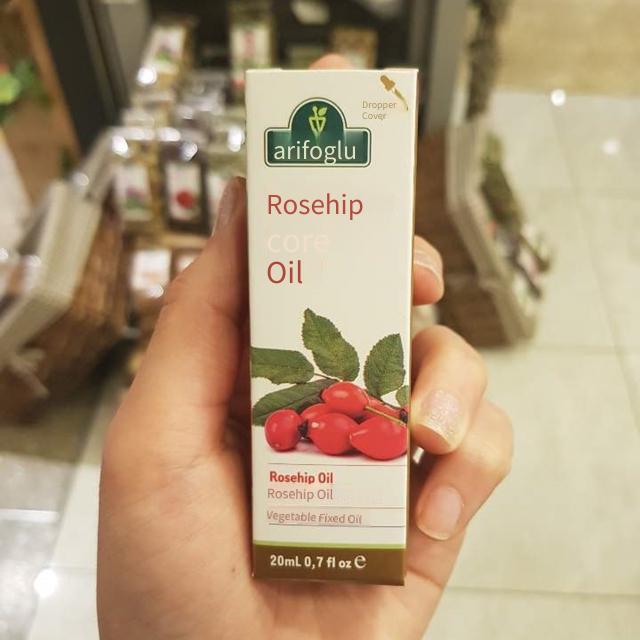 Dropper
Cover
arifoglu
Rosehip
core
Oil
Rosehip Oil
Rosehip Oil
Vegetable Fixed Oil
20mL 0,7 fl oz ℮